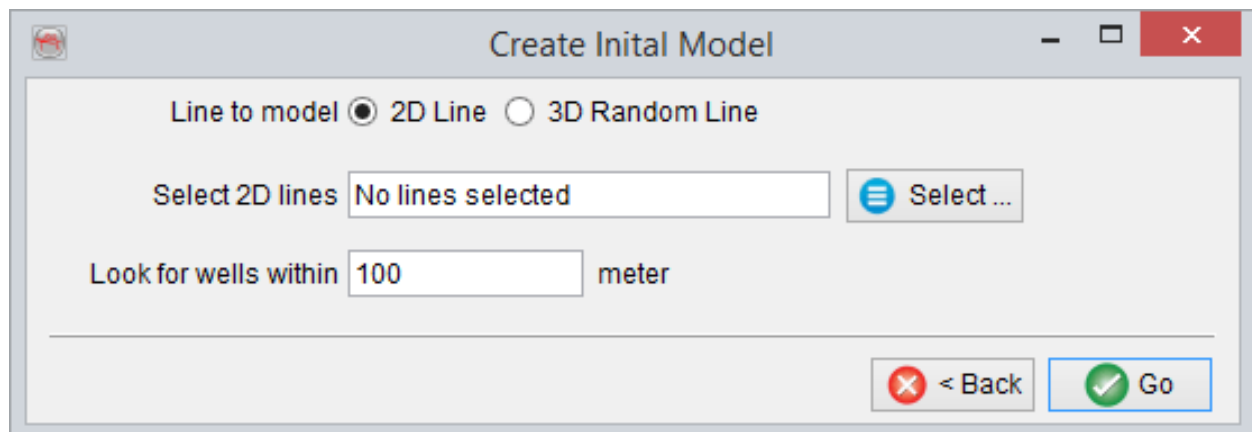 Create Inital Model
Line to model 2D Line 3D Random Line
Select 2D lines No lines selected Select ...
Look for wells within 100 meter
< Back Go